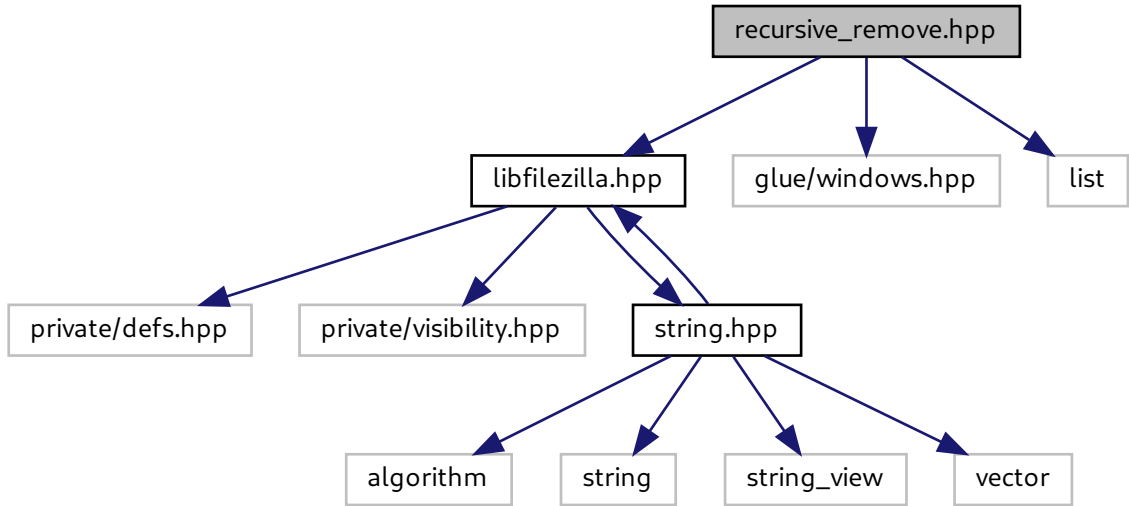 recursive_remove.hpp
libfilezilla.hpp
glue/windows.hpp
list
private/defs.hpp
private/visibility.hpp
string.hpp
algorithm
string
string_view
vector